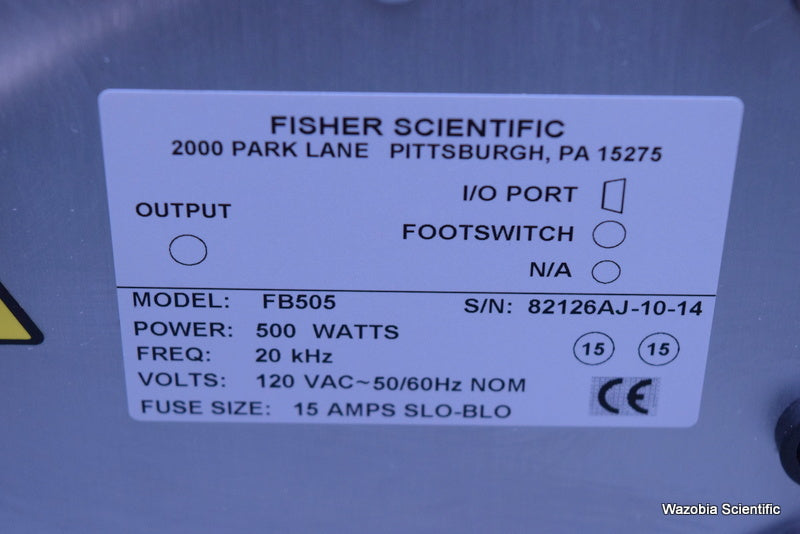 FISHER SCIENTIFIC
2000 PARK LANE PITTSBURGH, PA 15275
I/O PORT
OUTPUT
FOOTSWITCH
N/A
MODEL: FB505 S/N: 82126AJ-10-14
POWER: 500 WATTS
15 15
FREQ: 20 kHz
VOLTS: 120 VAC~50/60Hz NOM
CE
FUSE SIZE: 15 AMPS SLO-BLO
Wazobia Scientific